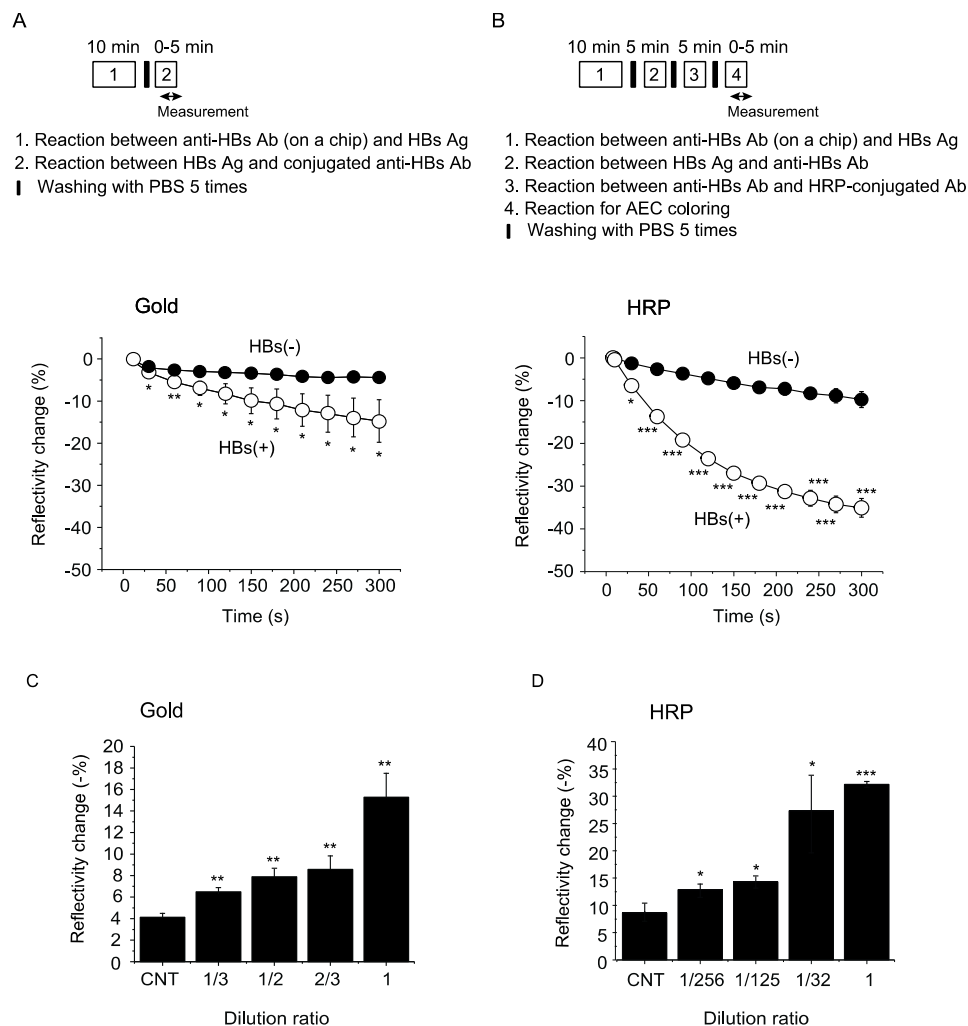 A
10 min 0-5 min
1 2
Measurement
1. Reaction between anti-HBs Ab (on a chip) and HBs Ag
2. Reaction between HBs Ag and conjugated anti-HBs Ab
Washing with PBS 5 times
B
10 min 5 min 5 min 0-5 min
1 2 3 4
Measurement
1. Reaction between anti-HBs Ab (on a chip) and HBs Ag
2. Reaction between HBs Ag and anti-HBs Ab
3. Reaction between anti-HBs Ab and HRP-conjugated Ab
4. Reaction for AEC coloring
Washing with PBS 5 times
Gold
Reflectivity change (%)
0
-10
-20
-30
-40
-50
HBs(-)
HBs(+)
* ** * * * * * * * *
0 50 100 150 200 250 300
Time (s)
HRP
Reflectivity change (%)
0
-10
-20
-30
-40
-50
HBs(-)
HBs(+)
* *** *** *** *** *** *** *** *** ***
0 50 100 150 200 250 300
Time (s)
C
Gold
Reflectivity change (-%)
20
18
16
14
12
10
8
6
4
2
0
** ** ** **
CNT 1/3 1/2 2/3 1
Dilution ratio
D
HRP
Reflectivity change (-%)
40
35
30
25
20
15
10
5
0
* * * ***
CNT 1/256 1/125 1/32 1
Dilution ratio